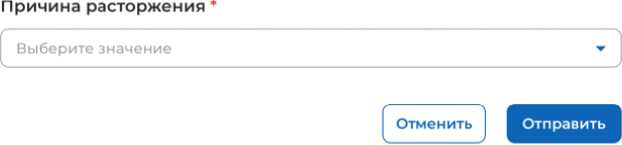 Причина расторжения *
Выберите значение
Отменить Отправить